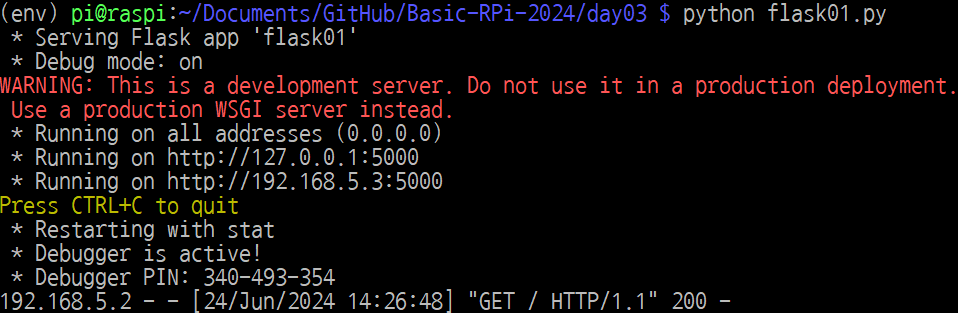 (env) pi@raspi:~/Documents/GitHub/Basic-RPi-2024/day03 $ python flask01.py
 * Serving Flask app 'flask01'
 * Debug mode: on
WARNING: This is a development server. Do not use it in a production deployment.
 Use a production WSGI server instead.
 * Running on all addresses (0.0.0.0)
 * Running on http://127.0.0.1:5000
 * Running on http://192.168.5.3:5000
Press CTRL+C to quit
 * Restarting with stat
 * Debugger is active!
 * Debugger PIN: 340-493-354
192.168.5.2 - - [24/Jun/2024 14:26:48] "GET / HTTP/1.1" 200 -